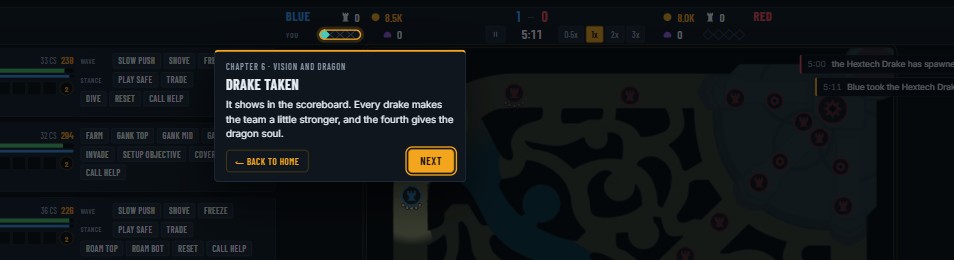 BLUE 0 8.5K 1 - 0 8.0K 0 RED
YOU 0 5:11 0.5x 1x 2x 3x 0
33 CS 238 WAVE SLOW PUSH SHOVE
STANCE PLAY SAFE TRADE
2 DIVE RESET CALL HELP
32 CS 294 FARM GANK TOP GANK MID
2 INVADE SETUP OBJECTIVE
CALL HELP
36 CS 226 WAVE SLOW PUSH SHOVE FREEZE
STANCE PLAY SAFE TRADE
2 ROAM TOP ROAM BOT RESET CALL HELP
CHAPTER 6 · VISION AND DRAGON
DRAKE TAKEN
It shows in the scoreboard. Every drake makes
the team a little stronger, and the fourth gives the
dragon soul.
BACK TO HOME NEXT
5:00 the Hextech Drake has spawne
5:11 Blue took the Hextech Drak